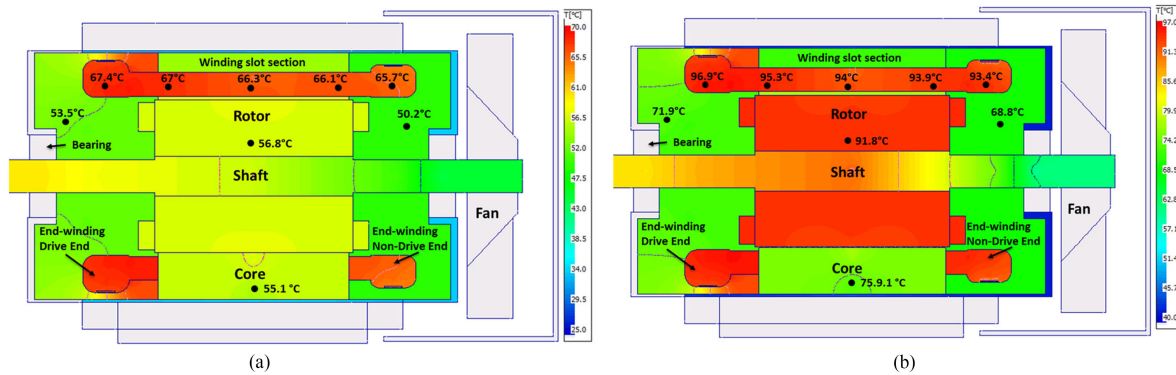 T[°C]
70.0
65.5
61.0
56.5
52.0
47.5
43.0
38.5
34.0
29.5
25.0
Winding slot section
67.4°C
67°C
66.3°C
66.1°C
65.7°C
53.5°C
Rotor
50.2°C
56.8°C
Bearing
Shaft
Fan
End-winding
Drive End
End-winding
Non-Drive End
Core
55.1 °C
(a)
T[°C]
97.0
91.3
85.6
79.9
74.2
68.5
62.8
57.1
51.4
45.7
40.0
Winding slot section
96.9°C
95.3°C
94°C
93.9°C
93.4°C
71.9°C
Rotor
68.8°C
91.8°C
Bearing
Shaft
Fan
End-winding
Drive End
End-winding
Non-Drive End
Core
75.9.1 °C
(b)